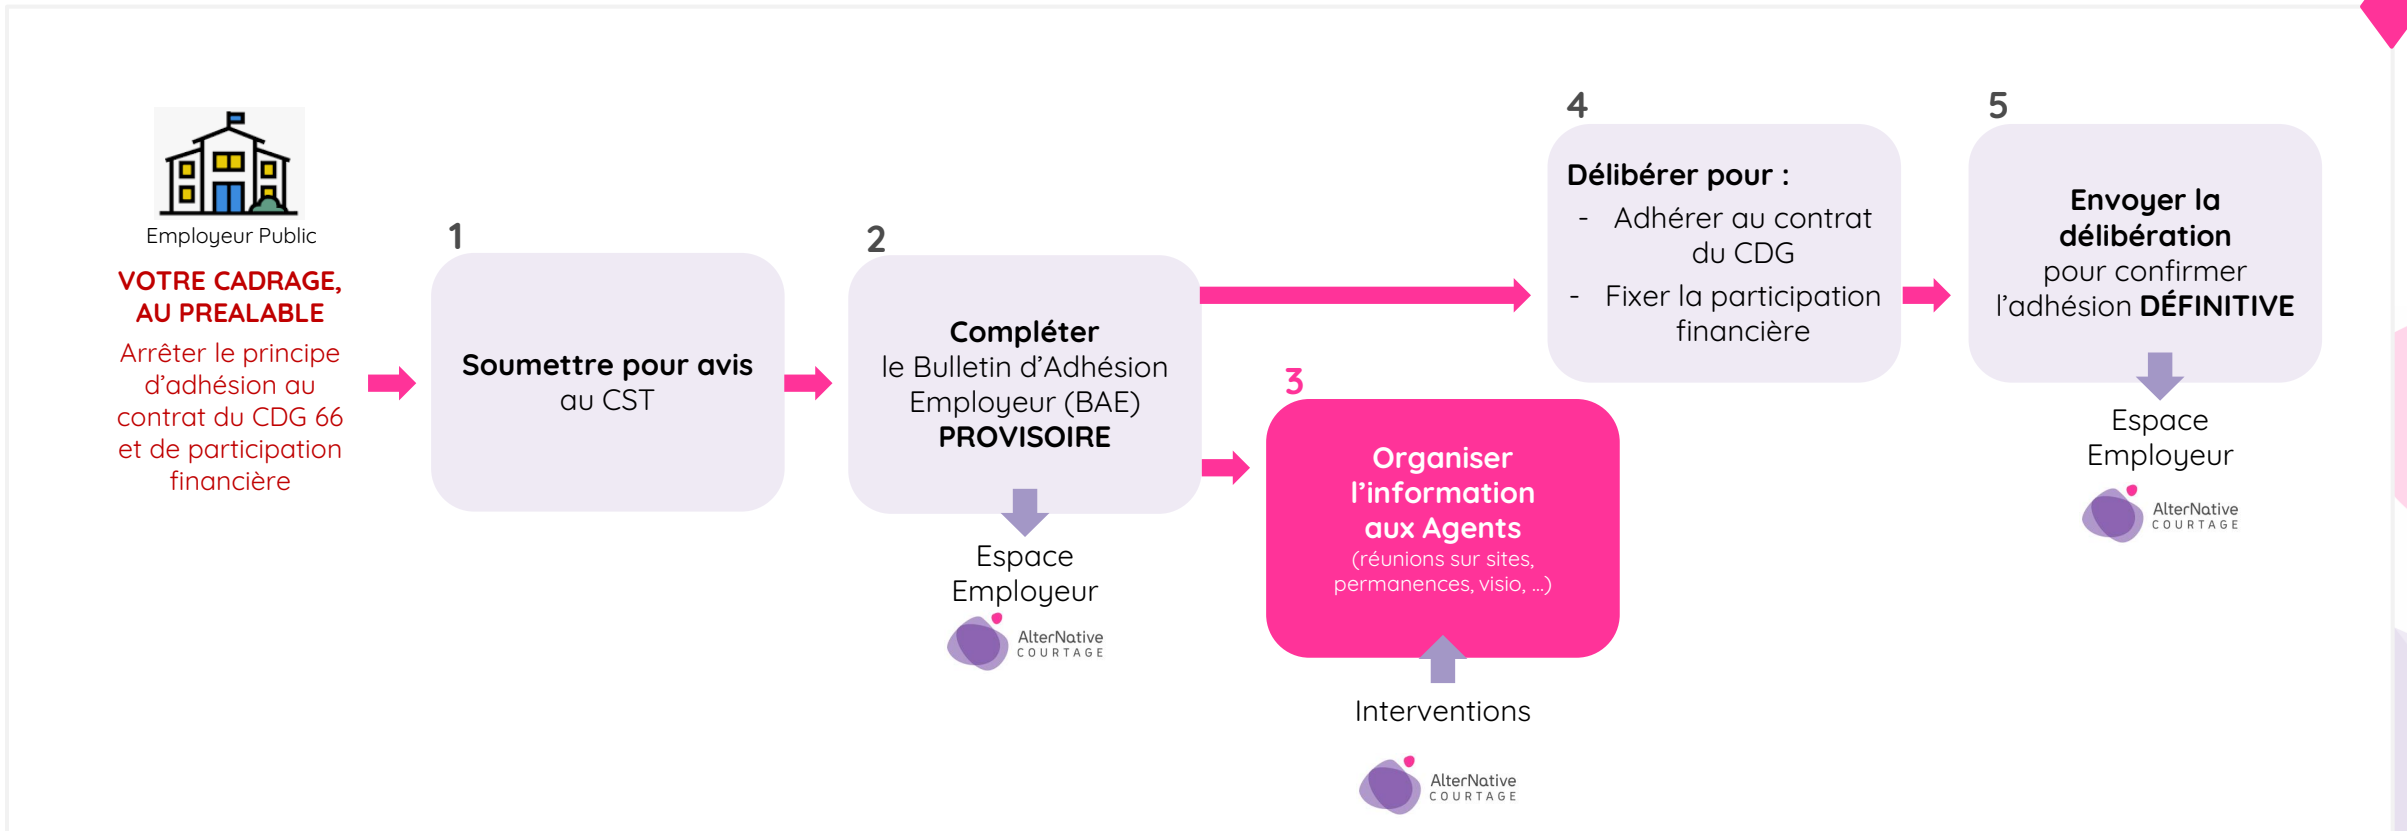 Employeur Public
VOTRE CADRAGE,
AU PREALABLE
Arrêter le principe
d'adhésion au
contrat du CDG 66
et de participation
financière
1
Soumettre pour avis
au CST
2
Compléter
le Bulletin d'Adhésion
Employeur (BAE)
PROVISOIRE
Espace
Employeur
AlterNative
COURTAGE
3
Organiser
l'information
aux Agents
(réunions sur sites,
permanences, visio, ...)
Interventions
AlterNative
COURTAGE
4
Délibérer pour :
- Adhérer au contrat
du CDG
- Fixer la participation
financière
5
Envoyer la
délibération
pour confirmer
l'adhésion DÉFINITIVE
Espace
Employeur
AlterNative
COURTAGE